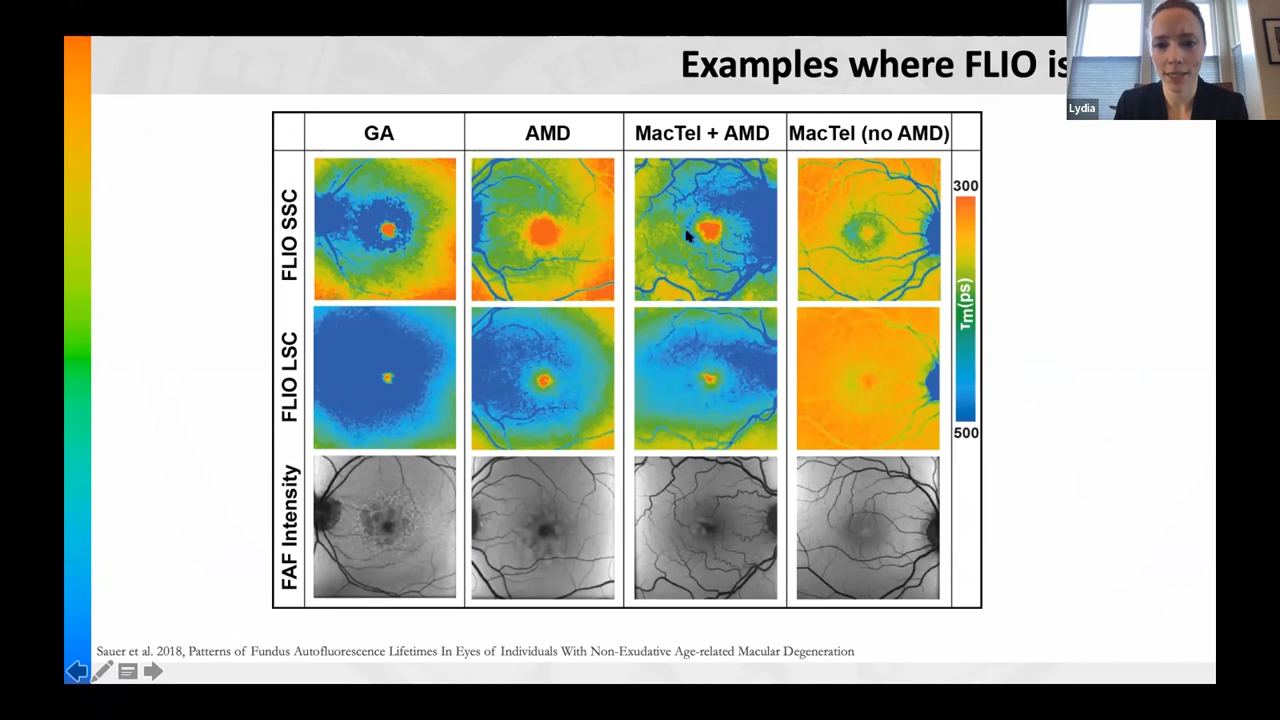 Examples where FLIO is
Lydia
GA AMD MacTel + AMD MacTel (no AMD)
FLIO SSC
300
τm(ps)
FLIO LSC
500
FAF Intensity
Sauer et al. 2018, Patterns of Fundus Autofluorescence Lifetimes In Eyes of Individuals With Non-Exudative Age-related Macular Degeneration